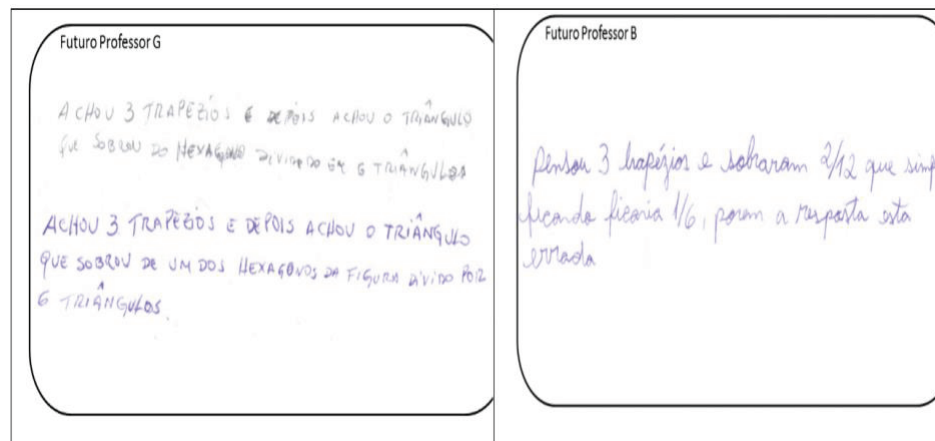 Futuro Professor G
ACHOU 3 TRAPÉZIOS E DEPOIS ACHOU O TRIÂNGULO
QUE SOBROU DO HEXAGONO DIVIDIDO EM 6 TRIÂNGULOS
ACHOU 3 TRAPÉZIOS E DEPOIS ACHOU O TRIÂNGULO
QUE SOBROU DE UM DOS HEXAGONOS DA FIGURA DIVIDO POR
6 TRIÂNGULOS.
Futuro Professor B
Pensou 3 trapézios e sobraram 2/12 que simp
ficando ficaria 1/6, porem a resposta esta
errada